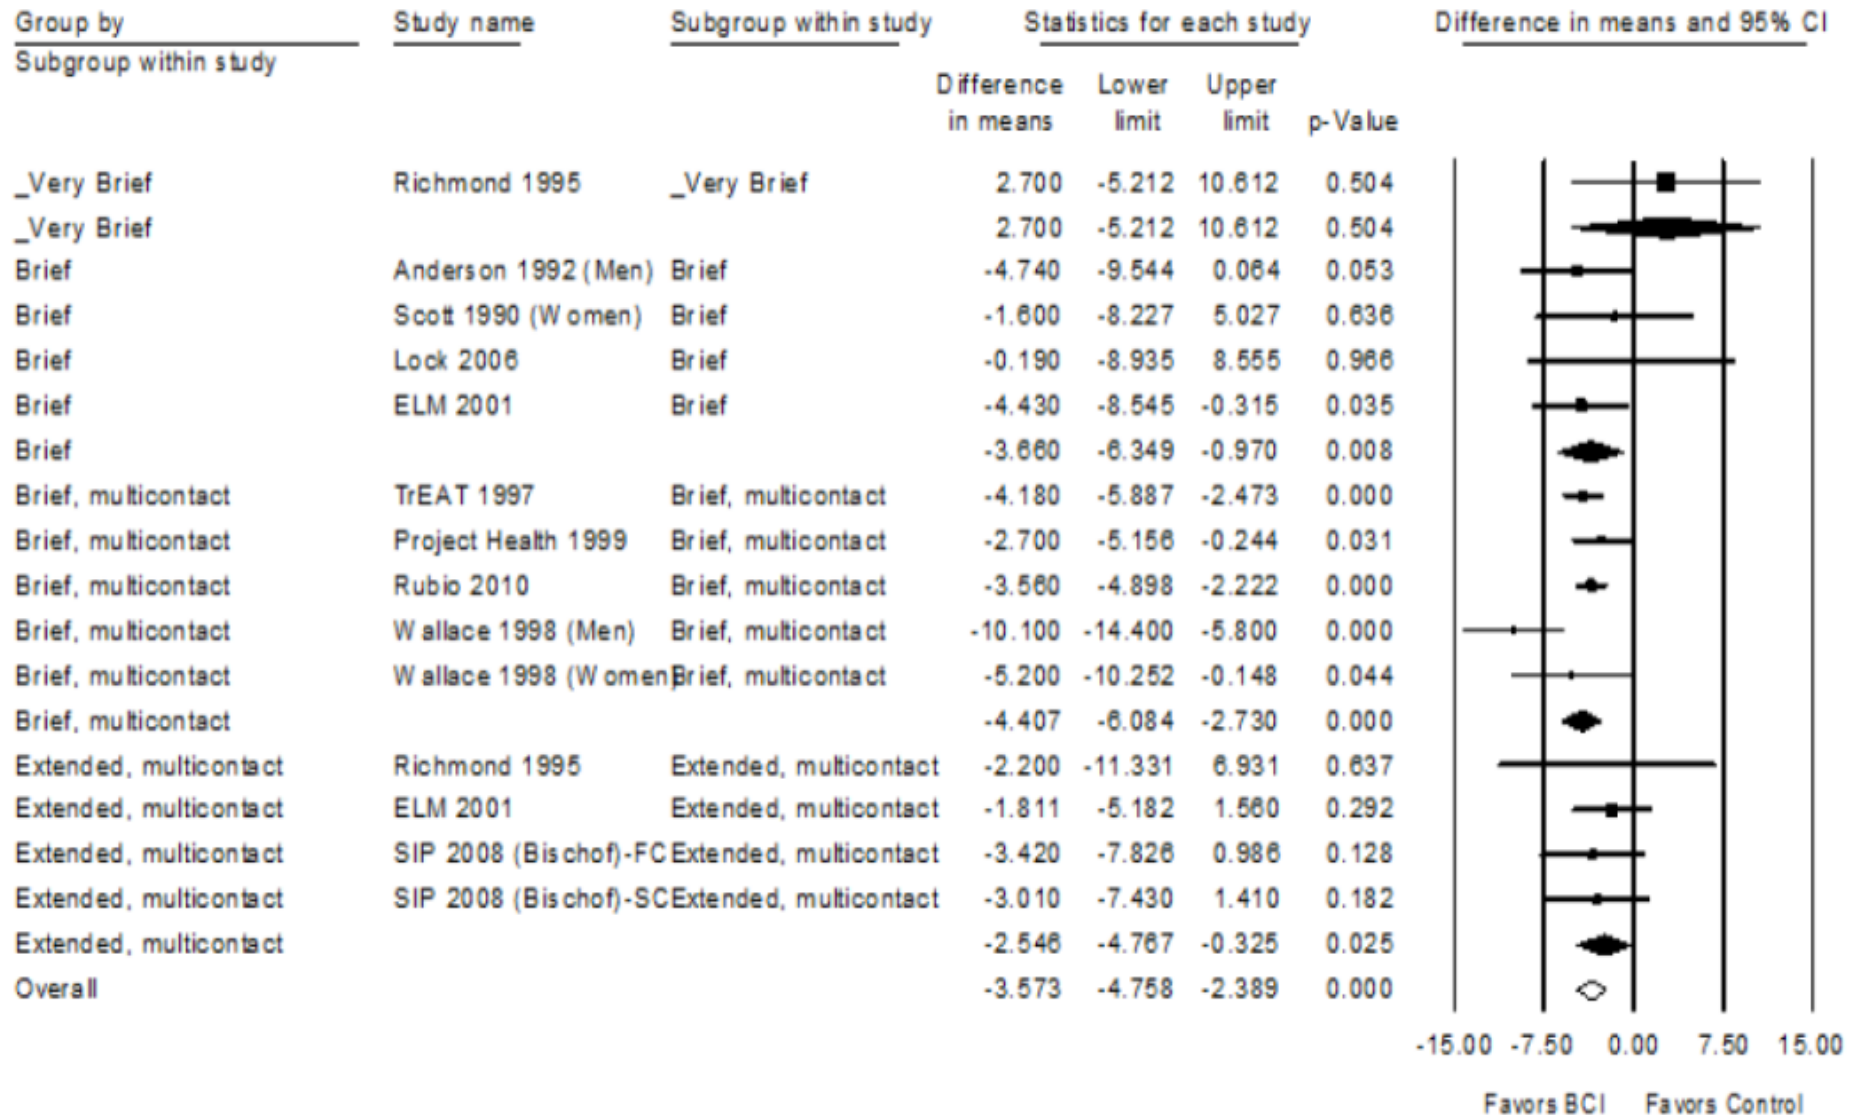 Group by Study name Subgroup within study Statistics for each study Difference in means and 95% CI
Subgroup within study
Difference Lower Upper
in means limit limit p-Value
_Very Brief Richmond 1995 _Very Brief 2.700 -5.212 10.612 0.504
_Very Brief 2.700 -5.212 10.612 0.504
Brief Anderson 1992 (Men) Brief -4.740 -9.544 0.064 0.053
Brief Scott 1990 (Women) Brief -1.600 -8.227 5.027 0.636
Brief Lock 2006 Brief -0.190 -8.935 8.555 0.966
Brief ELM 2001 Brief -4.430 -8.545 -0.315 0.035
Brief -3.660 -6.349 -0.970 0.008
Brief, multicontact TrEAT 1997 Brief, multicontact -4.180 -5.887 -2.473 0.000
Brief, multicontact Project Health 1999 Brief, multicontact -2.700 -5.156 -0.244 0.031
Brief, multicontact Rubio 2010 Brief, multicontact -3.560 -4.898 -2.222 0.000
Brief, multicontact Wallace 1998 (Men) Brief, multicontact -10.100 -14.400 -5.800 0.000
Brief, multicontact Wallace 1998 (Women) Brief, multicontact -5.200 -10.252 -0.148 0.044
Brief, multicontact -4.407 -6.084 -2.730 0.000
Extended, multicontact Richmond 1995 Extended, multicontact -2.200 -11.331 6.931 0.637
Extended, multicontact ELM 2001 Extended, multicontact -1.811 -5.182 1.560 0.292
Extended, multicontact SIP 2008 (Bischof)-FC Extended, multicontact -3.420 -7.826 0.986 0.128
Extended, multicontact SIP 2008 (Bischof)-SC Extended, multicontact -3.010 -7.430 1.410 0.182
Extended, multicontact -2.546 -4.767 -0.325 0.025
Overall -3.573 -4.758 -2.389 0.000
-15.00 -7.50 0.00 7.50 15.00
Favors BCI Favors Control